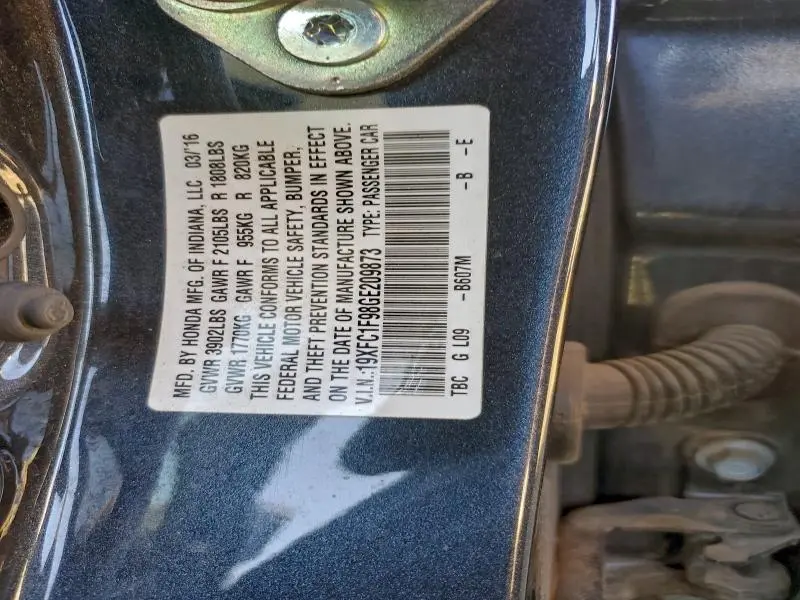 MFD. BY HONDA MFG. OF INDIANA, LLC 03/16
GVWR 3902LBS GAWR F 2105LBS R 1808LBS
GVWR 1770KG GAWR F 955KG R 820KG
THIS VEHICLE CONFORMS TO ALL APPLICABLE
FEDERAL MOTOR VEHICLE SAFETY, BUMPER,
AND THEFT PREVENTION STANDARDS IN EFFECT
ON THE DATE OF MANUFACTURE SHOWN ABOVE.
V.I.N.:19XFC1F98GE209873 TYPE: PASSENGER CAR
TBC G L09 -B607M -B -E